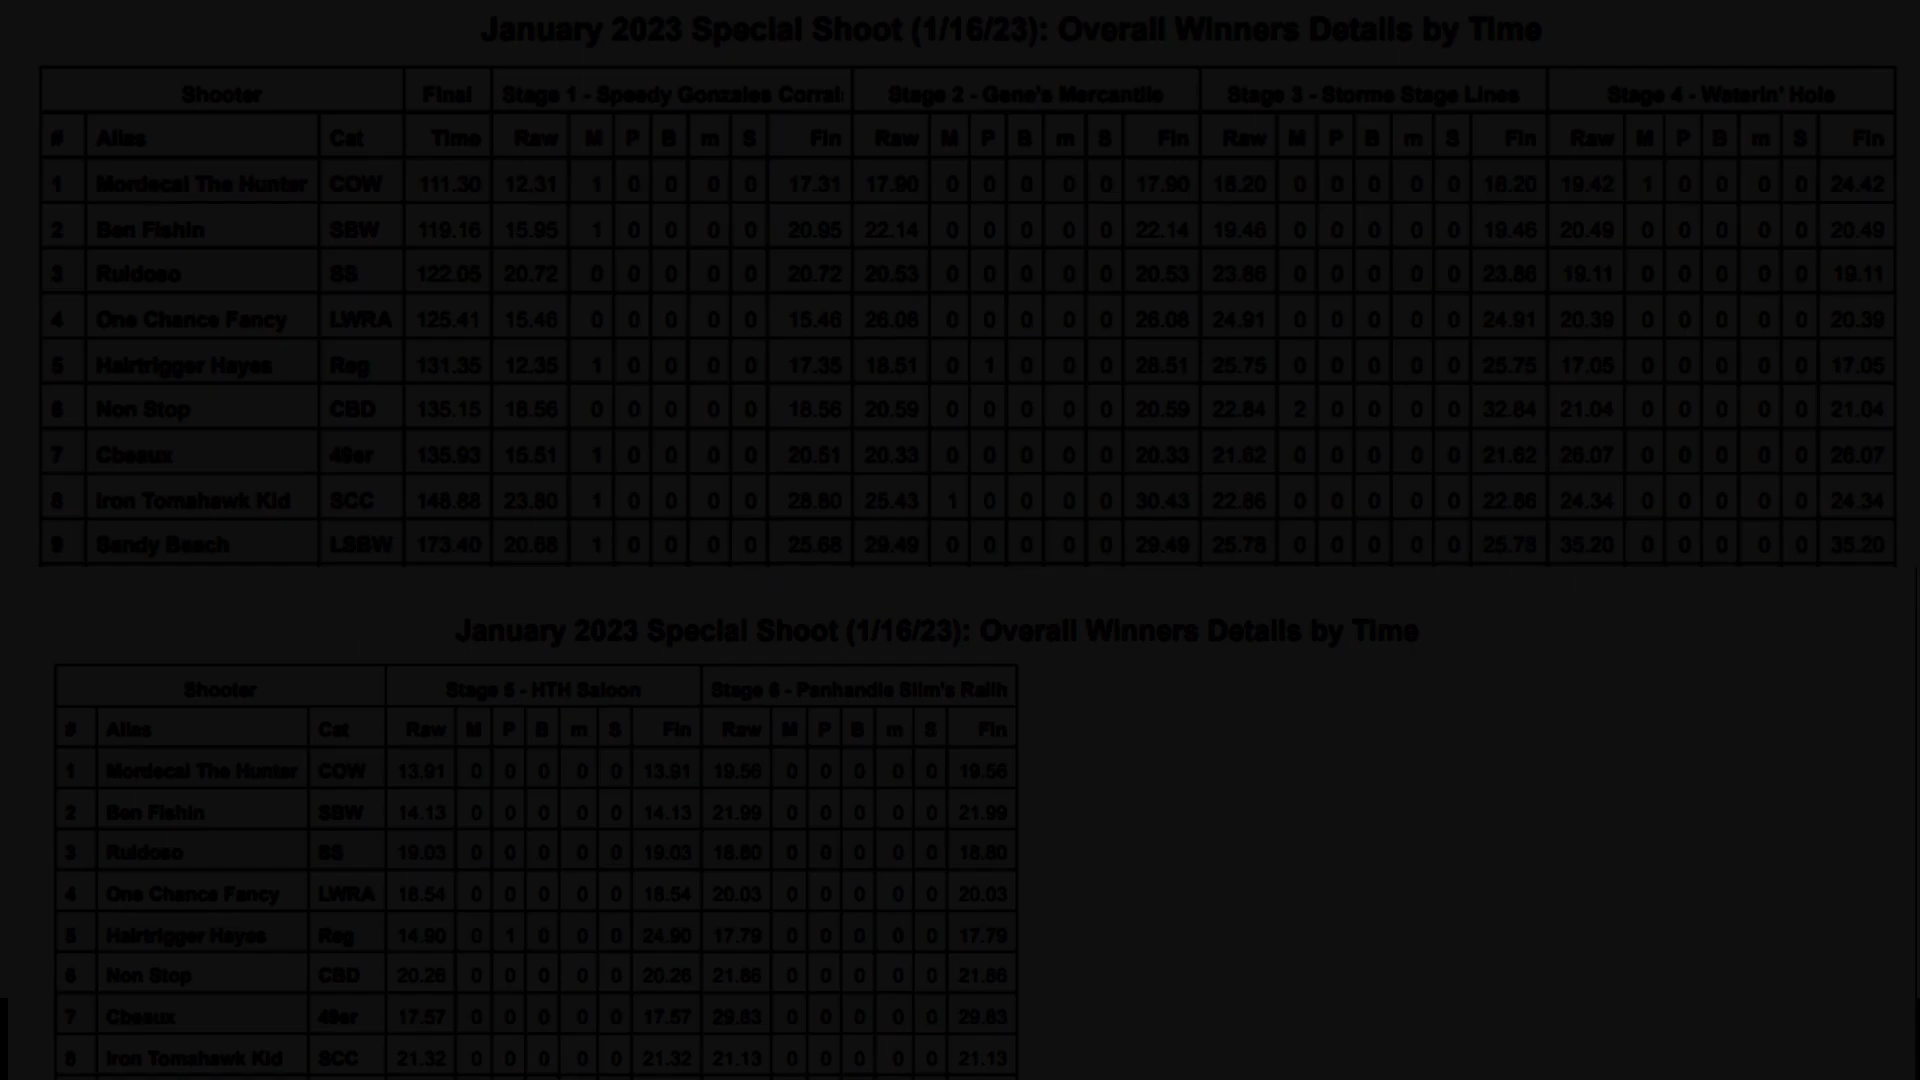 January 2023 Special Shoot (1/16/23): Overall Winners Details by Time
Shooter Final Stage 1 - Speedy Gonzales Corral Stage 2 - Gene's Mercantile Stage 3 - Storme Stage Lines Stage 4 - Waterin' Hole
# Alias Cat Time Raw M P B m S Fin Raw M P B m S Fin Raw M P B m S Fin Raw M P B m S Fin
1 Mordecai The Hunter COW 111.30 12.31 1 0 0 0 0 17.31 17.90 0 0 0 0 0 17.90 18.20 0 0 0 0 0 18.20 19.42 1 0 0 0 0 24.42
2 Ben Fishin SBW 119.16 15.95 1 0 0 0 0 20.95 22.14 0 0 0 0 0 22.14 19.46 0 0 0 0 0 19.46 20.49 0 0 0 0 0 20.49
3 Ruidoso SS 122.05 20.72 0 0 0 0 0 20.72 20.53 0 0 0 0 0 20.53 23.86 0 0 0 0 0 23.86 19.11 0 0 0 0 0 19.11
4 One Chance Fancy LWRA 125.41 15.46 0 0 0 0 0 15.46 26.08 0 0 0 0 0 26.08 24.91 0 0 0 0 0 24.91 20.39 0 0 0 0 0 20.39
5 Hairtrigger Hayes Reg 131.35 12.35 1 0 0 0 0 17.35 18.51 0 1 0 0 0 28.51 25.75 0 0 0 0 0 25.75 17.05 0 0 0 0 0 17.05
6 Non Stop CBD 135.15 18.56 0 0 0 0 0 18.56 20.59 0 0 0 0 0 20.59 22.84 2 0 0 0 0 32.84 21.04 0 0 0 0 0 21.04
7 Cbeaux 49er 135.93 15.51 1 0 0 0 0 20.51 20.33 0 0 0 0 0 20.33 21.62 0 0 0 0 0 21.62 26.07 0 0 0 0 0 26.07
8 Iron Tomahawk Kid SCC 148.88 23.80 1 0 0 0 0 28.80 25.43 1 0 0 0 0 30.43 22.86 0 0 0 0 0 22.86 24.34 0 0 0 0 0 24.34
9 Sandy Beach LSBW 173.40 20.68 1 0 0 0 0 25.68 29.49 0 0 0 0 0 29.49 25.78 0 0 0 0 0 25.78 35.20 0 0 0 0 0 35.20
January 2023 Special Shoot (1/16/23): Overall Winners Details by Time
Shooter Stage 5 - HTH Saloon Stage 6 - Panhandle Slim's Railh
# Alias Cat Raw M P B m S Fin Raw M P B m S Fin
1 Mordecai The Hunter COW 13.91 0 0 0 0 0 13.91 19.56 0 0 0 0 0 19.56
2 Ben Fishin SBW 14.13 0 0 0 0 0 14.13 21.99 0 0 0 0 0 21.99
3 Ruidoso SS 19.03 0 0 0 0 0 19.03 18.80 0 0 0 0 0 18.80
4 One Chance Fancy LWRA 18.54 0 0 0 0 0 18.54 20.03 0 0 0 0 0 20.03
5 Hairtrigger Hayes Reg 14.90 0 1 0 0 0 24.90 17.79 0 0 0 0 0 17.79
6 Non Stop CBD 20.26 0 0 0 0 0 20.26 21.86 0 0 0 0 0 21.86
7 Cbeaux 49er 17.57 0 0 0 0 0 17.57 29.83 0 0 0 0 0 29.83
8 Iron Tomahawk Kid SCC 21.32 0 0 0 0 0 21.32 21.13 0 0 0 0 0 21.13